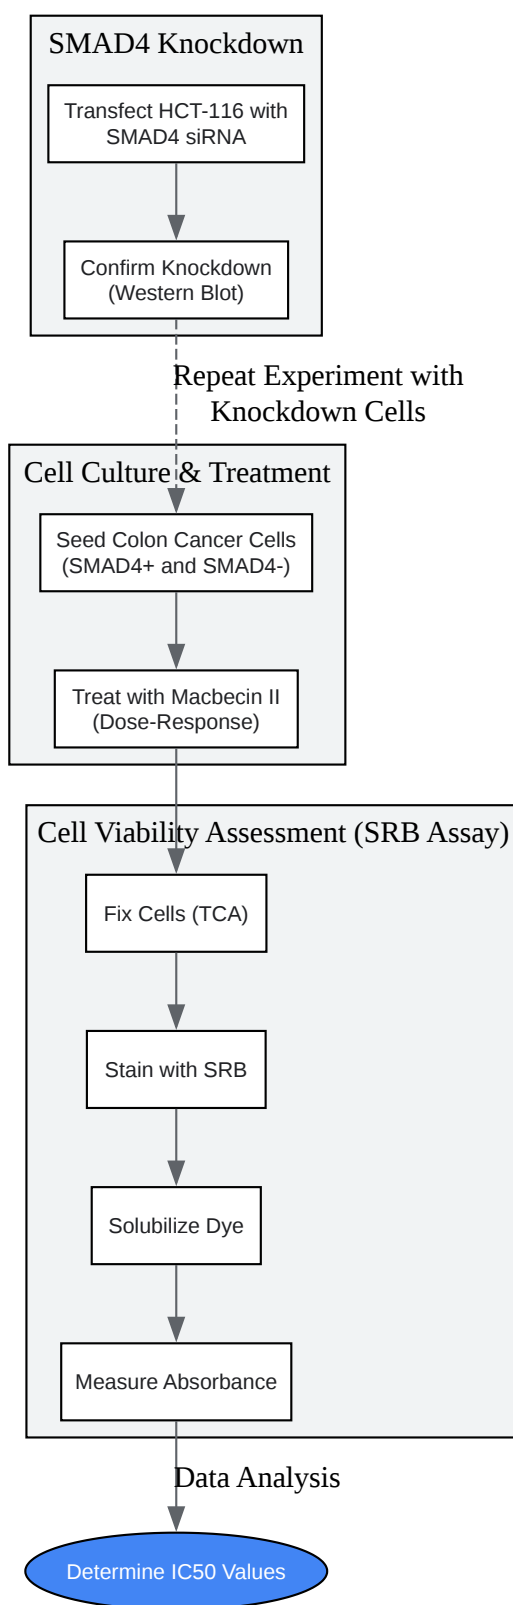 SMAD4 Knockdown
Transfect HCT-116 with
SMAD4 siRNA
Confirm Knockdown
(Western Blot)
Repeat Experiment with
Knockdown Cells
Cell Culture & Treatment
Seed Colon Cancer Cells
(SMAD4+ and SMAD4-)
Treat with Macbecin II
(Dose-Response)
Cell Viability Assessment (SRB Assay)
Fix Cells (TCA)
Stain with SRB
Solubilize Dye
Measure Absorbance
Data Analysis
Determine IC50 Values